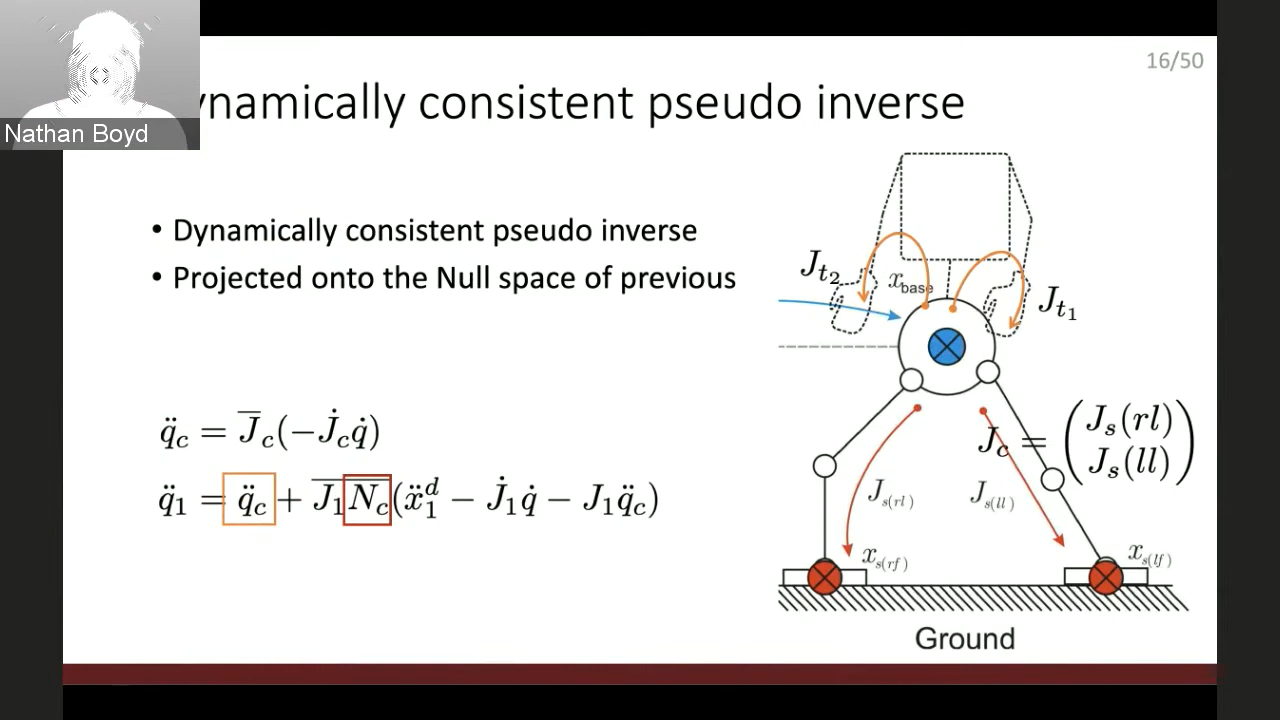 16/50
ynamically consistent pseudo inverse
Nathan Boyd
• Dynamically consistent pseudo inverse
• Projected onto the Null space of previous
q̈_c = J̅_c(−J̇_c q̇)
q̈_1 = q̈_c + \overline{J_1 N_c}(ẍ_1^d − J̇_1 q̇ − J_1 q̈_c)
J_{t_2}
x_base
J_{t_1}
J_c = (J_s(rl) J_s(ll))
J_{s(rl)}
J_{s(ll)}
x_{s(rf)}
x_{s(lf)}
Ground